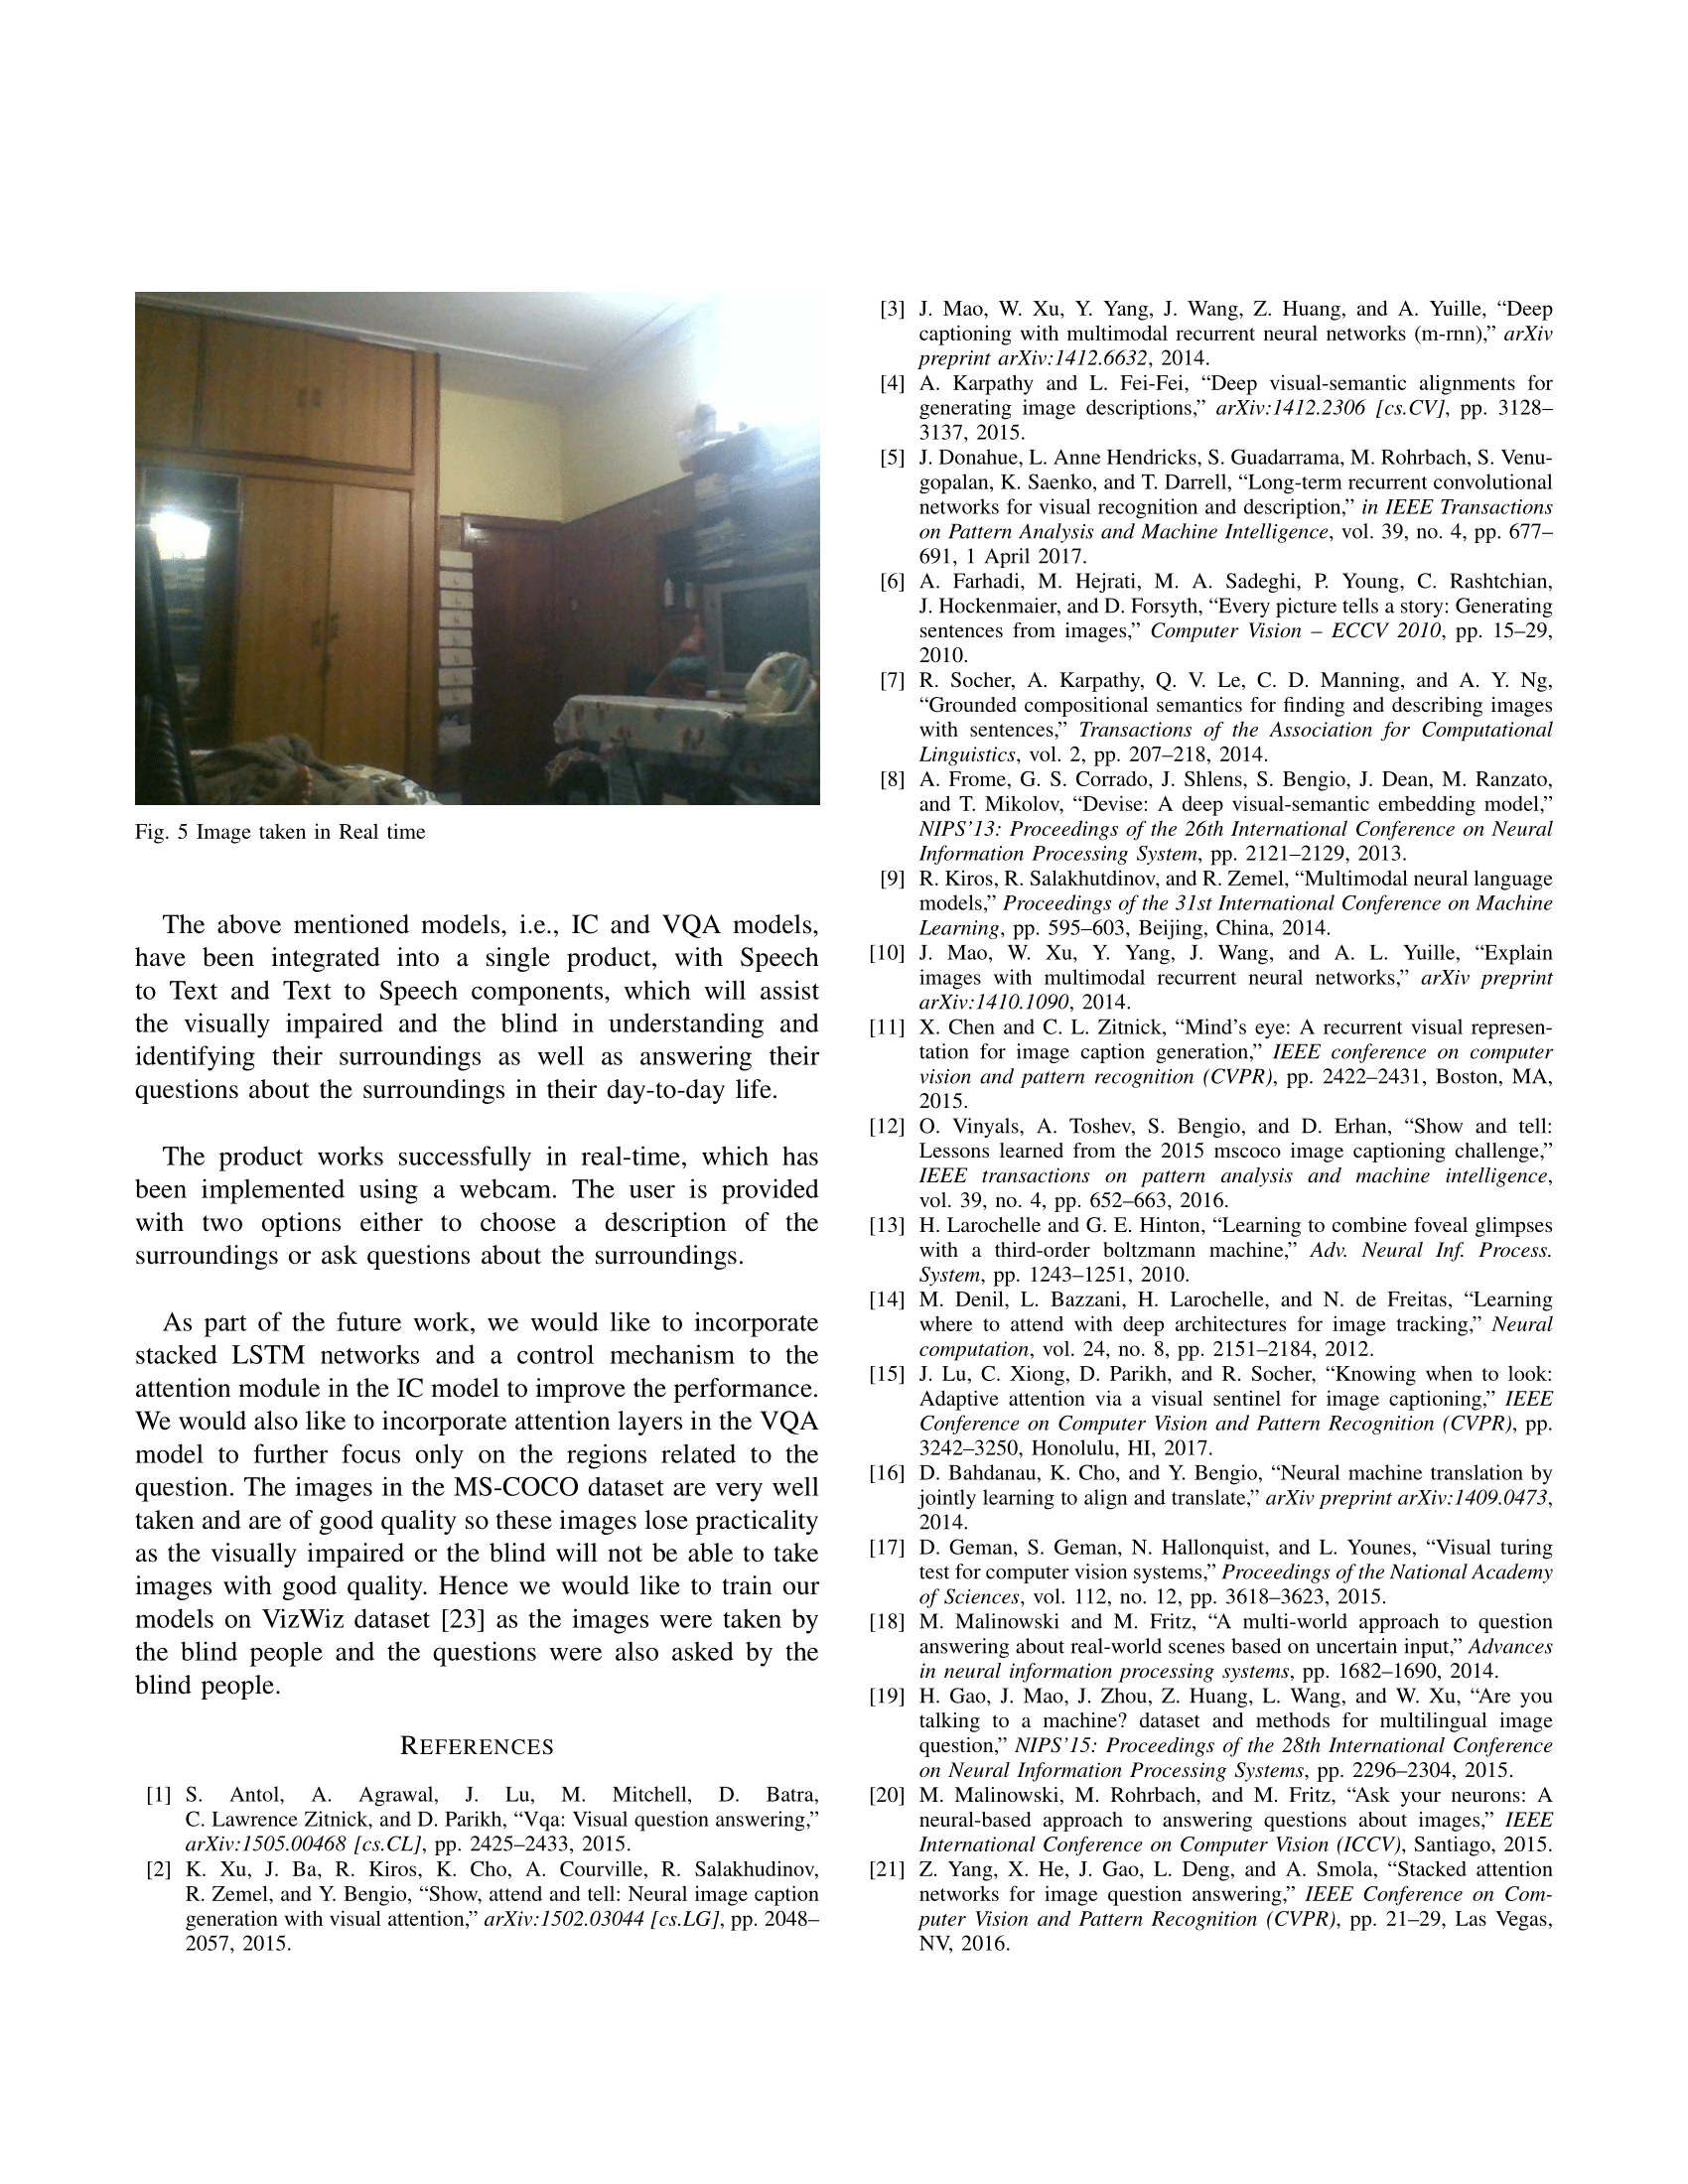 Fig. 5 Image taken in Real time
The above mentioned models, i.e., IC and VQA models,
have been integrated into a single product, with Speech
to Text and Text to Speech components, which will assist
the visually impaired and the blind in understanding and
identifying their surroundings as well as answering their
questions about the surroundings in their day-to-day life.
The product works successfully in real-time, which has
been implemented using a webcam. The user is provided
with two options either to choose a description of the
surroundings or ask questions about the surroundings.
As part of the future work, we would like to incorporate
stacked LSTM networks and a control mechanism to the
attention module in the IC model to improve the performance.
We would also like to incorporate attention layers in the VQA
model to further focus only on the regions related to the
question. The images in the MS-COCO dataset are very well
taken and are of good quality so these images lose practicality
as the visually impaired or the blind will not be able to take
images with good quality. Hence we would like to train our
models on VizWiz dataset [23] as the images were taken by
the blind people and the questions were also asked by the
blind people.
REFERENCES
[1] S. Antol, A. Agrawal, J. Lu, M. Mitchell, D. Batra,
C. Lawrence Zitnick, and D. Parikh, “Vqa: Visual question answering,”
arXiv:1505.00468 [cs.CL], pp. 2425–2433, 2015.
[2] K. Xu, J. Ba, R. Kiros, K. Cho, A. Courville, R. Salakhudinov,
R. Zemel, and Y. Bengio, “Show, attend and tell: Neural image caption
generation with visual attention,” arXiv:1502.03044 [cs.LG], pp. 2048–
2057, 2015.
[3] J. Mao, W. Xu, Y. Yang, J. Wang, Z. Huang, and A. Yuille, “Deep
captioning with multimodal recurrent neural networks (m-rnn),” arXiv
preprint arXiv:1412.6632, 2014.
[4] A. Karpathy and L. Fei-Fei, “Deep visual-semantic alignments for
generating image descriptions,” arXiv:1412.2306 [cs.CV], pp. 3128–
3137, 2015.
[5] J. Donahue, L. Anne Hendricks, S. Guadarrama, M. Rohrbach, S. Venu-
gopalan, K. Saenko, and T. Darrell, “Long-term recurrent convolutional
networks for visual recognition and description,” in IEEE Transactions
on Pattern Analysis and Machine Intelligence, vol. 39, no. 4, pp. 677–
691, 1 April 2017.
[6] A. Farhadi, M. Hejrati, M. A. Sadeghi, P. Young, C. Rashtchian,
J. Hockenmaier, and D. Forsyth, “Every picture tells a story: Generating
sentences from images,” Computer Vision – ECCV 2010, pp. 15–29,
2010.
[7] R. Socher, A. Karpathy, Q. V. Le, C. D. Manning, and A. Y. Ng,
“Grounded compositional semantics for finding and describing images
with sentences,” Transactions of the Association for Computational
Linguistics, vol. 2, pp. 207–218, 2014.
[8] A. Frome, G. S. Corrado, J. Shlens, S. Bengio, J. Dean, M. Ranzato,
and T. Mikolov, “Devise: A deep visual-semantic embedding model,”
NIPS’13: Proceedings of the 26th International Conference on Neural
Information Processing System, pp. 2121–2129, 2013.
[9] R. Kiros, R. Salakhutdinov, and R. Zemel, “Multimodal neural language
models,” Proceedings of the 31st International Conference on Machine
Learning, pp. 595–603, Beijing, China, 2014.
[10] J. Mao, W. Xu, Y. Yang, J. Wang, and A. L. Yuille, “Explain
images with multimodal recurrent neural networks,” arXiv preprint
arXiv:1410.1090, 2014.
[11] X. Chen and C. L. Zitnick, “Mind’s eye: A recurrent visual represen-
tation for image caption generation,” IEEE conference on computer
vision and pattern recognition (CVPR), pp. 2422–2431, Boston, MA,
2015.
[12] O. Vinyals, A. Toshev, S. Bengio, and D. Erhan, “Show and tell:
Lessons learned from the 2015 mscoco image captioning challenge,”
IEEE transactions on pattern analysis and machine intelligence,
vol. 39, no. 4, pp. 652–663, 2016.
[13] H. Larochelle and G. E. Hinton, “Learning to combine foveal glimpses
with a third-order boltzmann machine,” Adv. Neural Inf. Process.
System, pp. 1243–1251, 2010.
[14] M. Denil, L. Bazzani, H. Larochelle, and N. de Freitas, “Learning
where to attend with deep architectures for image tracking,” Neural
computation, vol. 24, no. 8, pp. 2151–2184, 2012.
[15] J. Lu, C. Xiong, D. Parikh, and R. Socher, “Knowing when to look:
Adaptive attention via a visual sentinel for image captioning,” IEEE
Conference on Computer Vision and Pattern Recognition (CVPR), pp.
3242–3250, Honolulu, HI, 2017.
[16] D. Bahdanau, K. Cho, and Y. Bengio, “Neural machine translation by
jointly learning to align and translate,” arXiv preprint arXiv:1409.0473,
2014.
[17] D. Geman, S. Geman, N. Hallonquist, and L. Younes, “Visual turing
test for computer vision systems,” Proceedings of the National Academy
of Sciences, vol. 112, no. 12, pp. 3618–3623, 2015.
[18] M. Malinowski and M. Fritz, “A multi-world approach to question
answering about real-world scenes based on uncertain input,” Advances
in neural information processing systems, pp. 1682–1690, 2014.
[19] H. Gao, J. Mao, J. Zhou, Z. Huang, L. Wang, and W. Xu, “Are you
talking to a machine? dataset and methods for multilingual image
question,” NIPS’15: Proceedings of the 28th International Conference
on Neural Information Processing Systems, pp. 2296–2304, 2015.
[20] M. Malinowski, M. Rohrbach, and M. Fritz, “Ask your neurons: A
neural-based approach to answering questions about images,” IEEE
International Conference on Computer Vision (ICCV), Santiago, 2015.
[21] Z. Yang, X. He, J. Gao, L. Deng, and A. Smola, “Stacked attention
networks for image question answering,” IEEE Conference on Com-
puter Vision and Pattern Recognition (CVPR), pp. 21–29, Las Vegas,
NV, 2016.